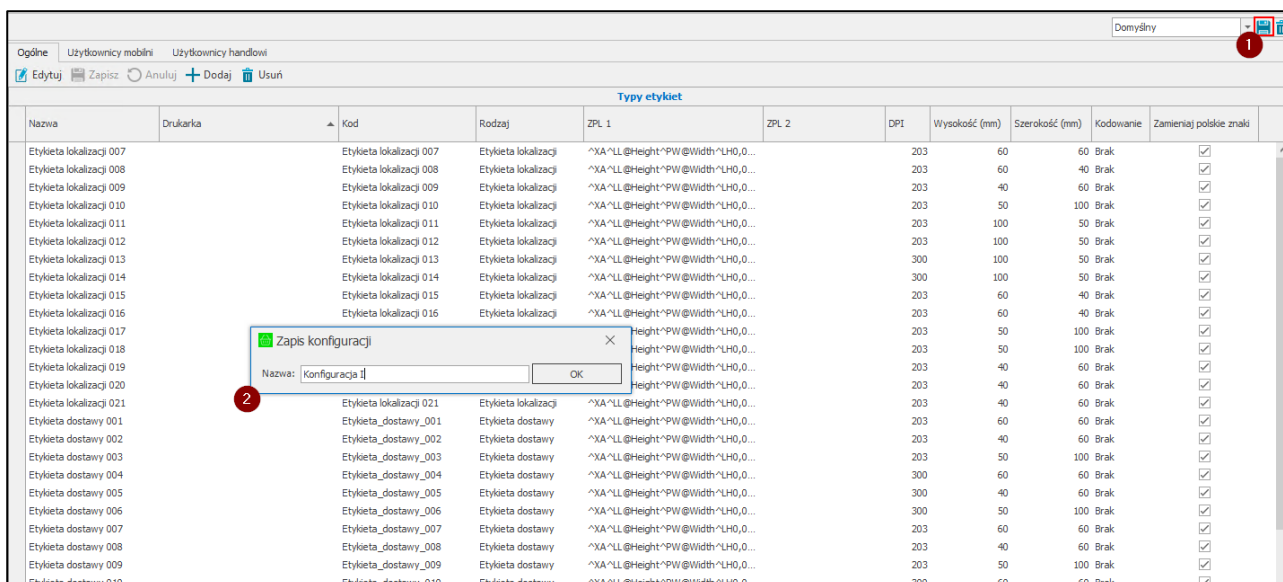 Domyślny
1
Ogólne Użytkownicy mobilni Użytkownicy handlowi
Edytuj Zapisz Anuluj Dodaj Usuń
Typy etykiet
Nazwa Drukarka Kod Rodzaj ZPL 1 ZPL 2 DPI Wysokość (mm) Szerokość (mm) Kodowanie Zamieniaj polskie znaki
Etykieta lokalizacji 007 Etykieta lokalizacji 007 Etykieta lokalizacji ^XA^LL@Height^PW@Width^LH0,0... 203 60 60 Brak
Etykieta lokalizacji 008 Etykieta lokalizacji 008 Etykieta lokalizacji ^XA^LL@Height^PW@Width^LH0,0... 203 60 40 Brak
Etykieta lokalizacji 009 Etykieta lokalizacji 009 Etykieta lokalizacji ^XA^LL@Height^PW@Width^LH0,0... 203 40 60 Brak
Etykieta lokalizacji 010 Etykieta lokalizacji 010 Etykieta lokalizacji ^XA^LL@Height^PW@Width^LH0,0... 203 50 100 Brak
Etykieta lokalizacji 011 Etykieta lokalizacji 011 Etykieta lokalizacji ^XA^LL@Height^PW@Width^LH0,0... 203 100 50 Brak
Etykieta lokalizacji 012 Etykieta lokalizacji 012 Etykieta lokalizacji ^XA^LL@Height^PW@Width^LH0,0... 203 100 50 Brak
Etykieta lokalizacji 013 Etykieta lokalizacji 013 Etykieta lokalizacji ^XA^LL@Height^PW@Width^LH0,0... 300 100 50 Brak
Etykieta lokalizacji 014 Etykieta lokalizacji 014 Etykieta lokalizacji ^XA^LL@Height^PW@Width^LH0,0... 300 100 50 Brak
Etykieta lokalizacji 015 Etykieta lokalizacji 015 Etykieta lokalizacji ^XA^LL@Height^PW@Width^LH0,0... 203 60 40 Brak
Etykieta lokalizacji 016 Etykieta lokalizacji 016 Etykieta lokalizacji ^XA^LL@Height^PW@Width^LH0,0... 203 60 40 Brak
Etykieta lokalizacji 017 Height^PW@Width^LH0,0... 203 50 100 Brak
Zapis konfiguracji
Etykieta lokalizacji 018 Height^PW@Width^LH0,0... 203 50 100 Brak
Etykieta lokalizacji 019 Height^PW@Width^LH0,0... 203 40 60 Brak
Nazwa: Konfiguracja I OK
Etykieta lokalizacji 020 Height^PW@Width^LH0,0... 203 40 60 Brak
2
Etykieta lokalizacji 021 Etykieta lokalizacji 021 Etykieta lokalizacji ^XA^LL@Height^PW@Width^LH0,0... 203 40 60 Brak
Etykieta dostawy 001 Etykieta_dostawy_001 Etykieta dostawy ^XA^LL@Height^PW@Width^LH0,0... 203 60 60 Brak
Etykieta dostawy 002 Etykieta_dostawy_002 Etykieta dostawy ^XA^LL@Height^PW@Width^LH0,0... 203 40 60 Brak
Etykieta dostawy 003 Etykieta_dostawy_003 Etykieta dostawy ^XA^LL@Height^PW@Width^LH0,0... 203 50 100 Brak
Etykieta dostawy 004 Etykieta_dostawy_004 Etykieta dostawy ^XA^LL@Height^PW@Width^LH0,0... 300 60 60 Brak
Etykieta dostawy 005 Etykieta_dostawy_005 Etykieta dostawy ^XA^LL@Height^PW@Width^LH0,0... 300 40 60 Brak
Etykieta dostawy 006 Etykieta_dostawy_006 Etykieta dostawy ^XA^LL@Height^PW@Width^LH0,0... 300 50 100 Brak
Etykieta dostawy 007 Etykieta_dostawy_007 Etykieta dostawy ^XA^LL@Height^PW@Width^LH0,0... 203 60 60 Brak
Etykieta dostawy 008 Etykieta_dostawy_008 Etykieta dostawy ^XA^LL@Height^PW@Width^LH0,0... 203 40 60 Brak
Etykieta dostawy 009 Etykieta_dostawy_009 Etykieta dostawy ^XA^LL@Height^PW@Width^LH0,0... 203 50 100 Brak